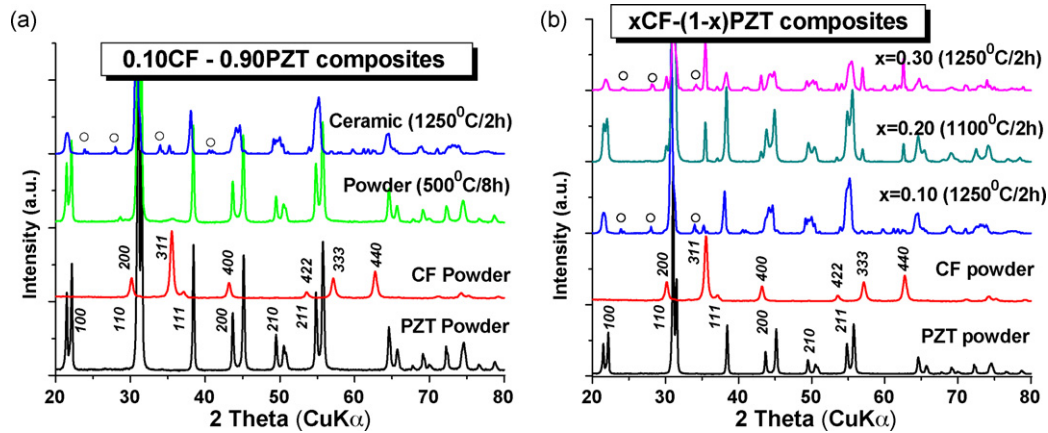 (a)
0.10CF - 0.90PZT composites
Ceramic (1250⁰C/2h)
Powder (500⁰C/8h)
CF Powder
PZT Powder
200
311
400
422
333
440
100
110
111
200
210
211
Intensity (a.u.)
20 30 40 50 60 70 80
2 Theta (CuKα)
(b)
xCF-(1-x)PZT composites
x=0.30 (1250⁰C/2h)
x=0.20 (1100⁰C/2h)
x=0.10 (1250⁰C/2h)
CF powder
PZT powder
200
311
400
422
333
440
100
110
111
200
210
211
Intensity (a.u.)
20 30 40 50 60 70 80
2 Theta (CuKα)